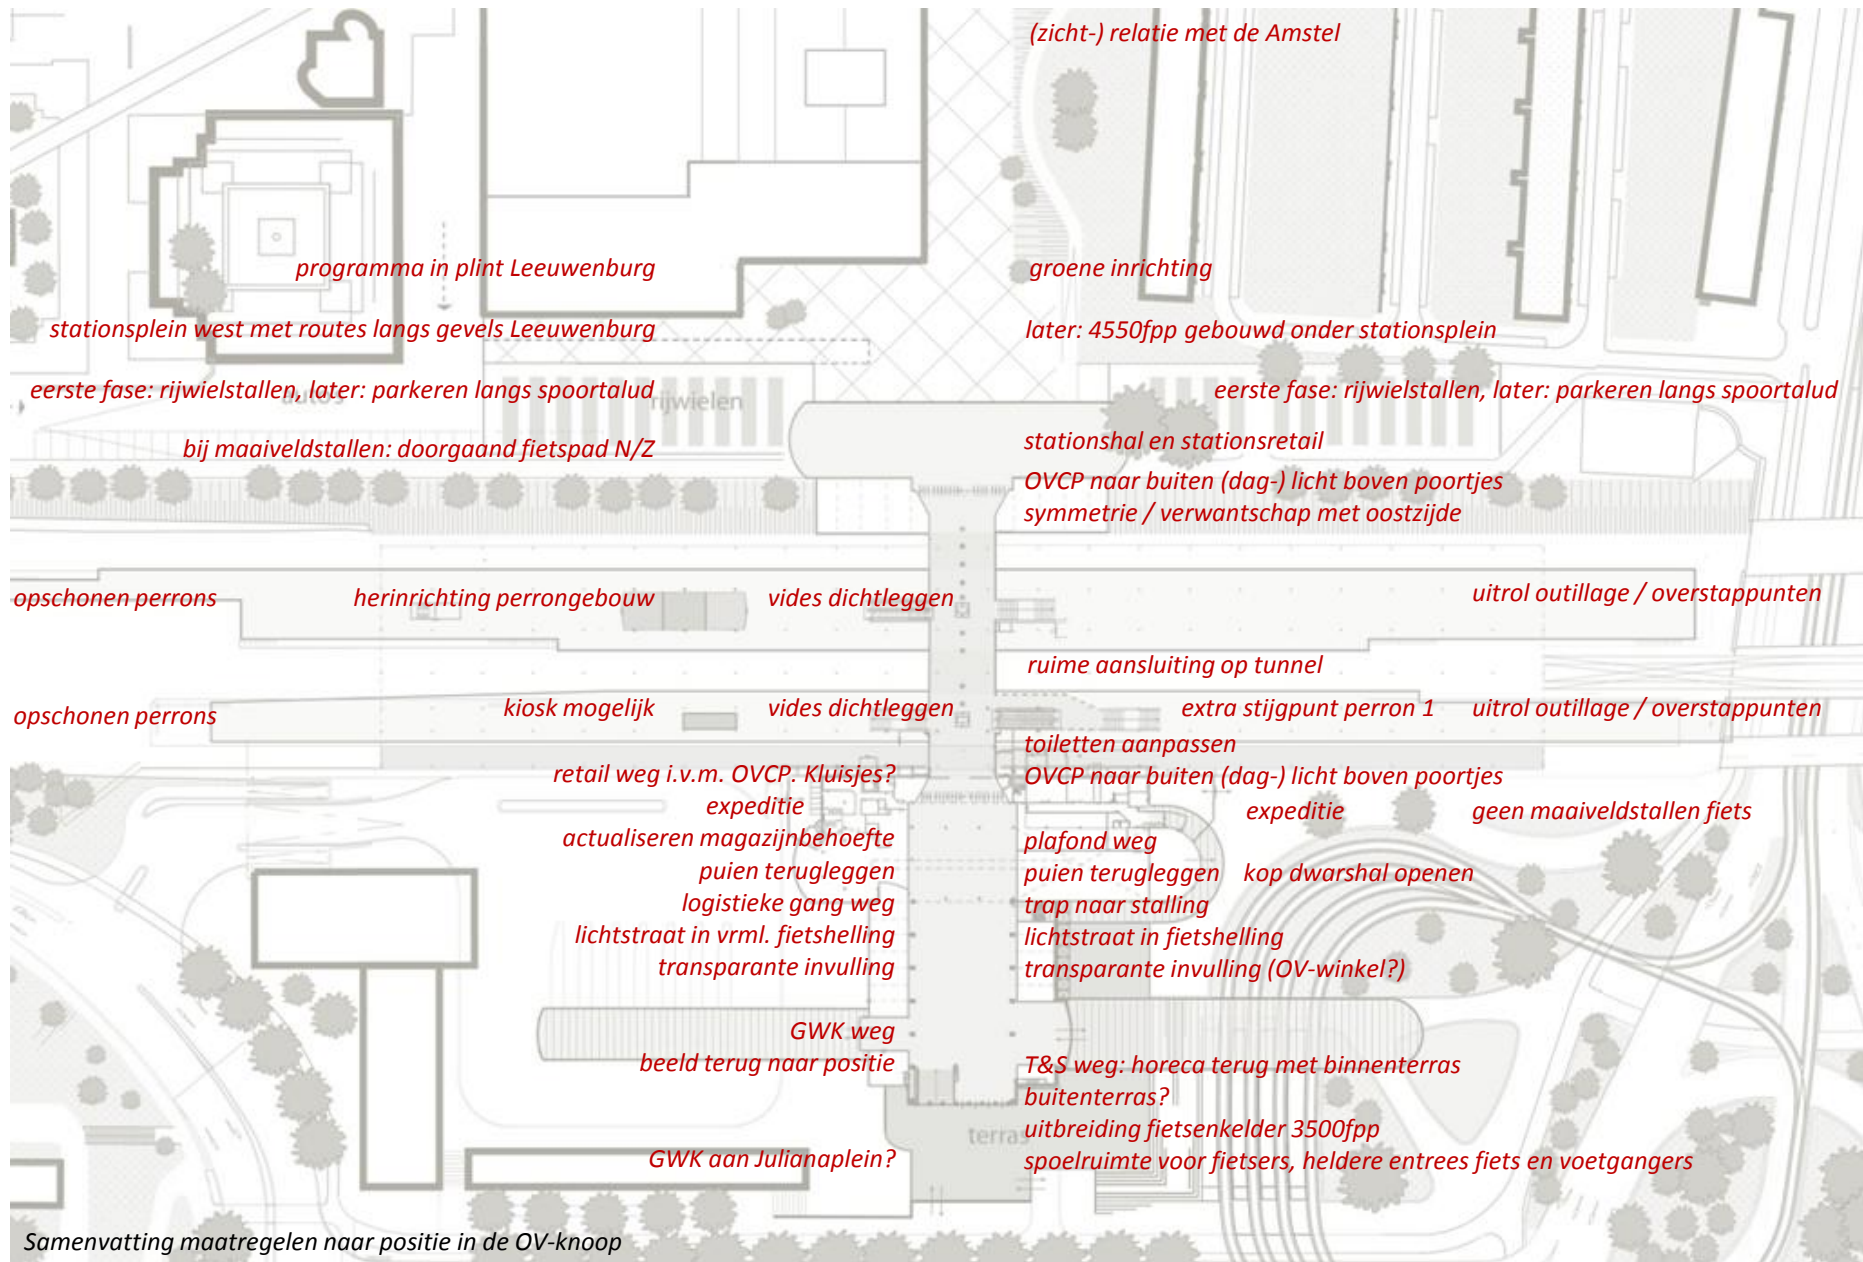 (zicht-) relatie met de Amstel
programma in plint Leeuwenburg
groene inrichting
stationsplein west met routes langs gevels Leeuwenburg
later: 4550fpp gebouwd onder stationsplein
eerste fase: rijwielstallen, later: parkeren langs spoortalud
eerste fase: rijwielstallen, later: parkeren langs spoortalud
autos
rijwielen
bij maaiveldstallen: doorgaand fietspad N/Z
stationshal en stationsretail
OVCP naar buiten (dag-) licht boven poortjes
symmetrie / verwantschap met oostzijde
opschonen perrons
herinrichting perrongebouw
vides dichtleggen
uitrol outillage / overstappunten
ruime aansluiting op tunnel
opschonen perrons
kiosk mogelijk
vides dichtleggen
extra stijgpunt perron 1
uitrol outillage / overstappunten
toiletten aanpassen
retail weg i.v.m. OVCP. Kluisjes?
OVCP naar buiten (dag-) licht boven poortjes
expeditie
expeditie
geen maaiveldstallen fiets
actualiseren magazijnbehoefte
plafond weg
puien terugleggen
puien terugleggen
kop dwarshal openen
logistieke gang weg
trap naar stalling
lichtstraat in vrml. fietshelling
lichtstraat in fietshelling
transparante invulling
transparante invulling (OV-winkel?)
GWK weg
beeld terug naar positie
T&S weg: horeca terug met binnenterras
buitenterras?
uitbreiding fietsenkelder 3500fpp
terras
GWK aan Julianaplein?
spoelruimte voor fietsers, heldere entrees fiets en voetgangers
Samenvatting maatregelen naar positie in de OV-knoop